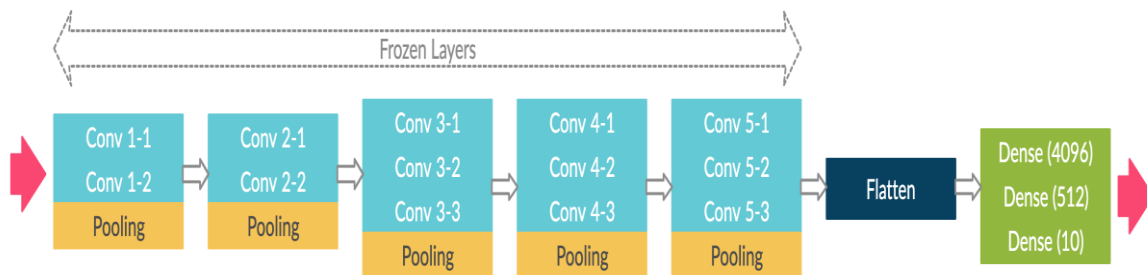 Frozen Layers
Conv 1-1
Conv 1-2
Pooling
Conv 2-1
Conv 2-2
Pooling
Conv 3-1
Conv 3-2
Conv 3-3
Pooling
Conv 4-1
Conv 4-2
Conv 4-3
Pooling
Conv 5-1
Conv 5-2
Conv 5-3
Pooling
Flatten
Dense (4096)
Dense (512)
Dense (10)